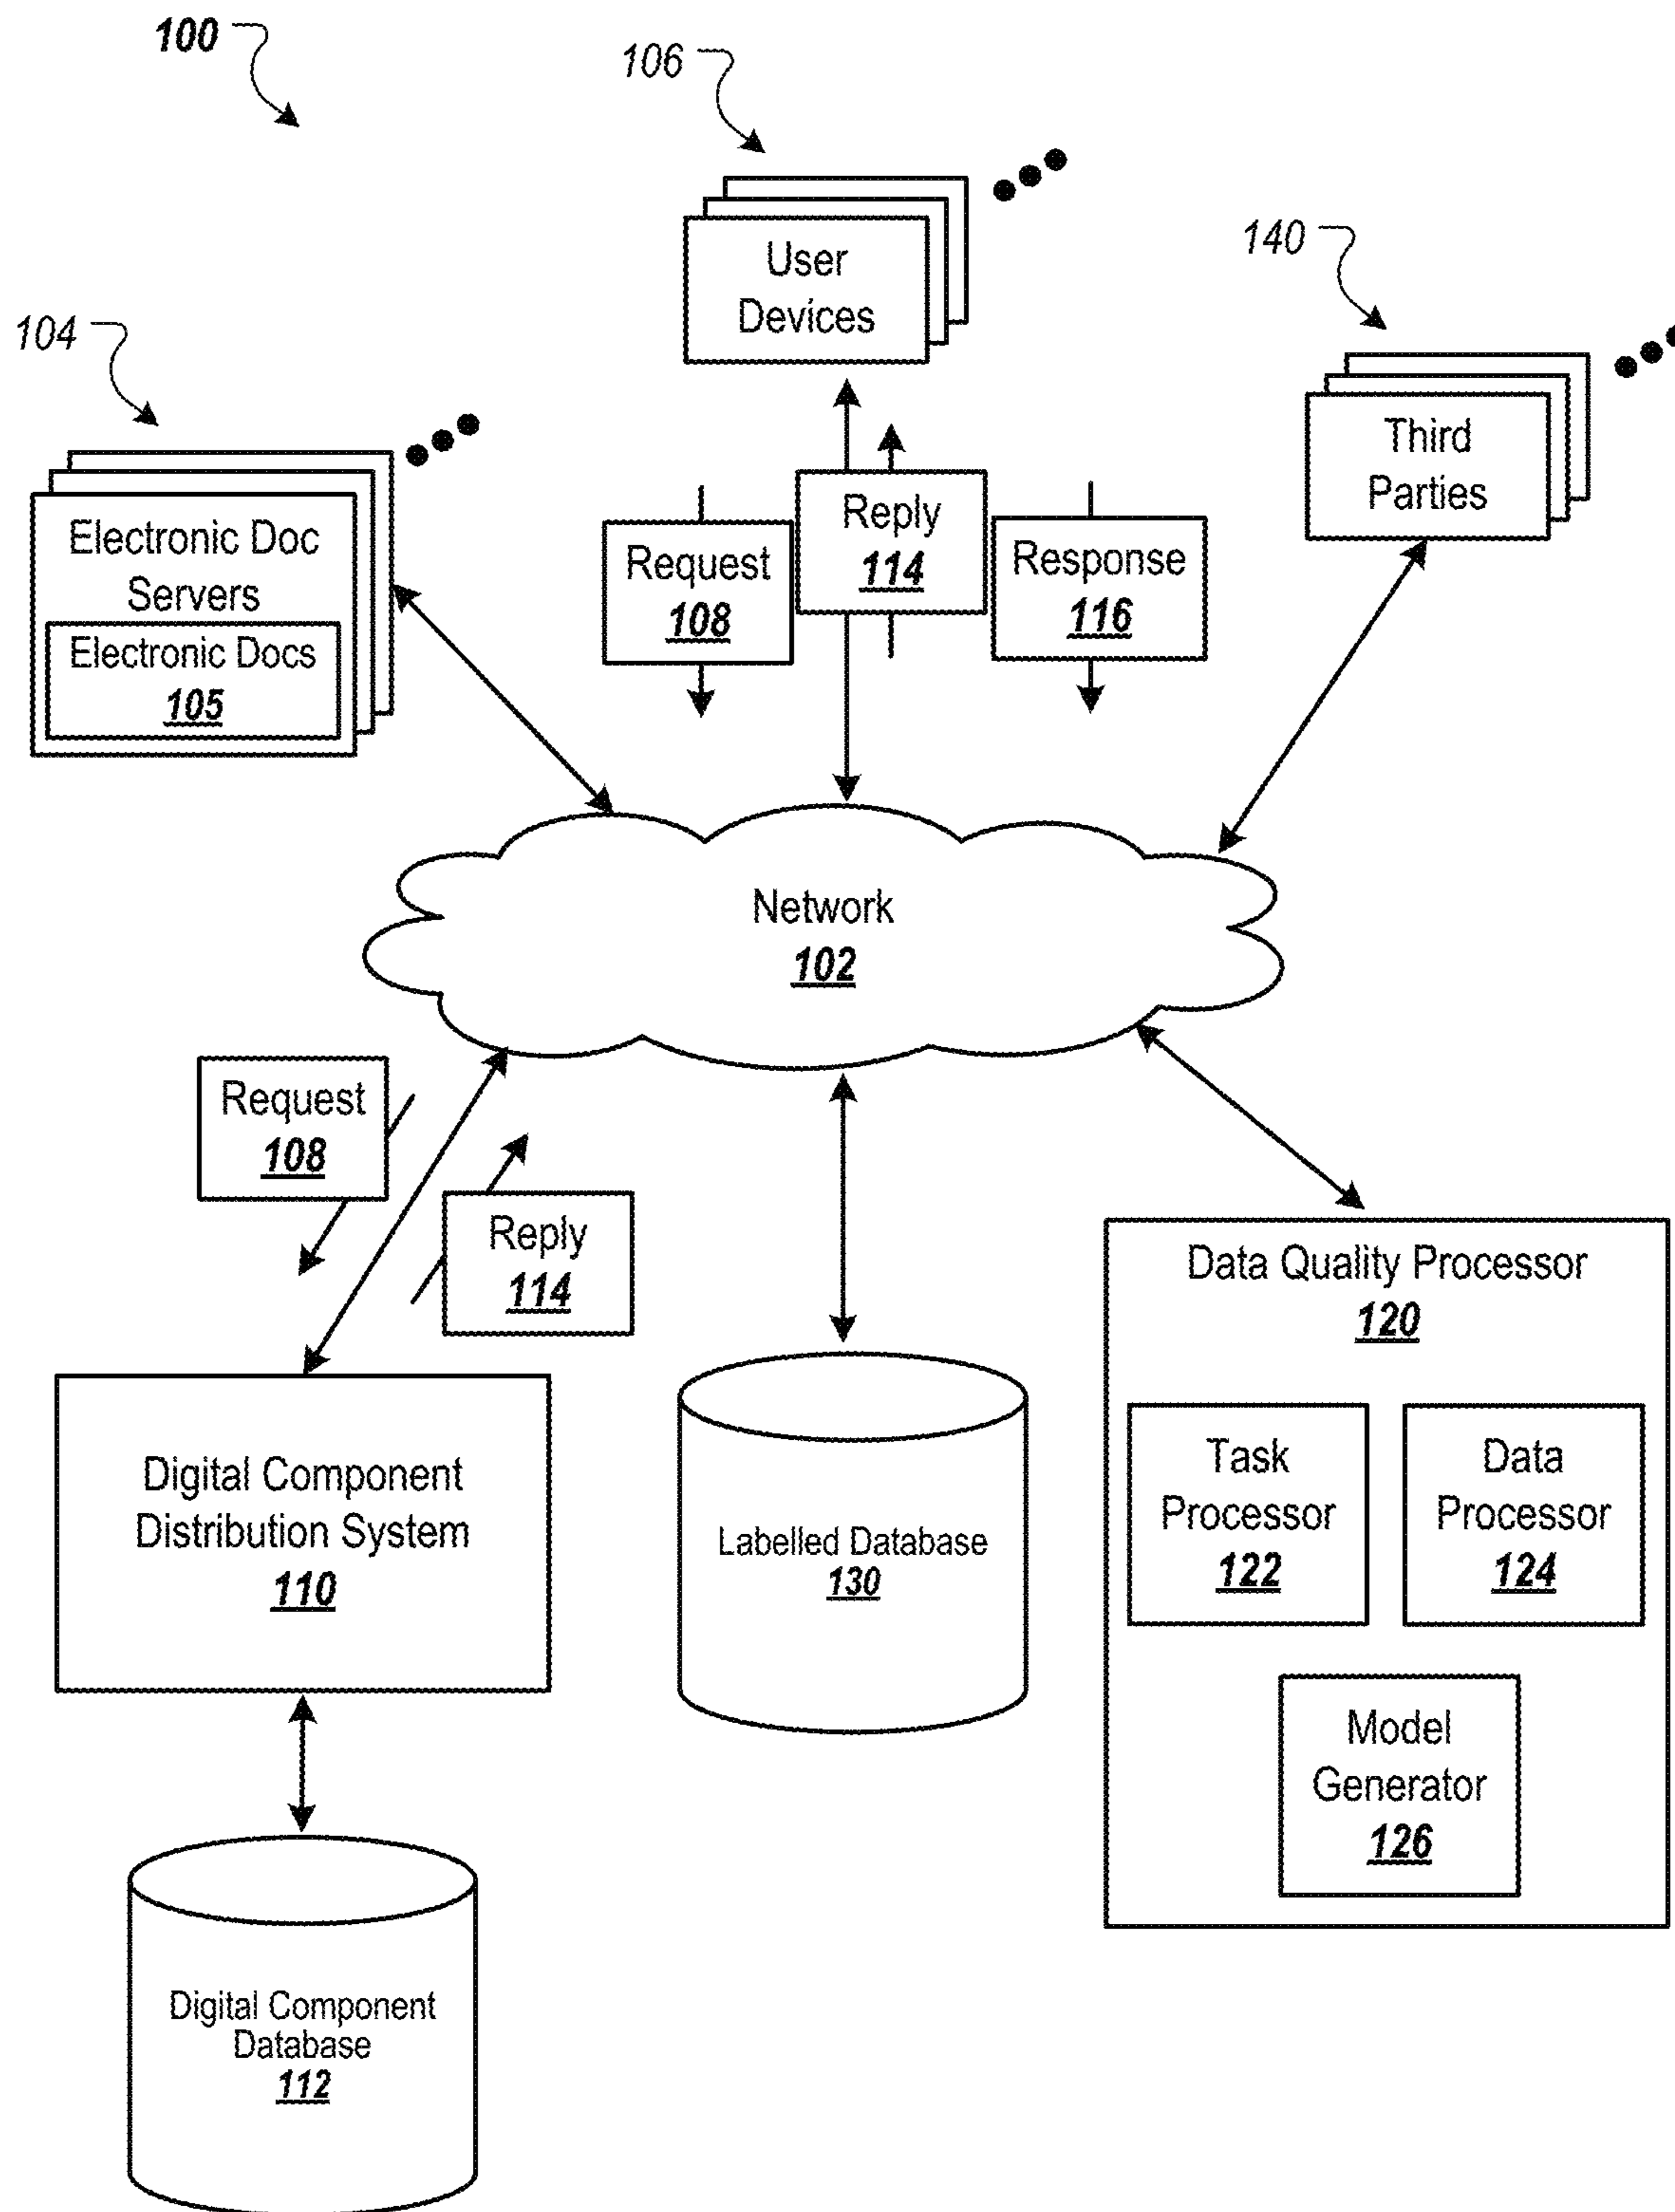 100
106
User
Devices
140
Third
Parties
104
Electronic Doc
Servers
Electronic Docs
105
Request
108
Reply
114
Response
116
Network
102
Request
108
Reply
114
Digital Component
Distribution System
110
Labelled Database
130
Data Quality Processor
120
Task
Processor
122
Data
Processor
124
Model
Generator
126
Digital Component
Database
112